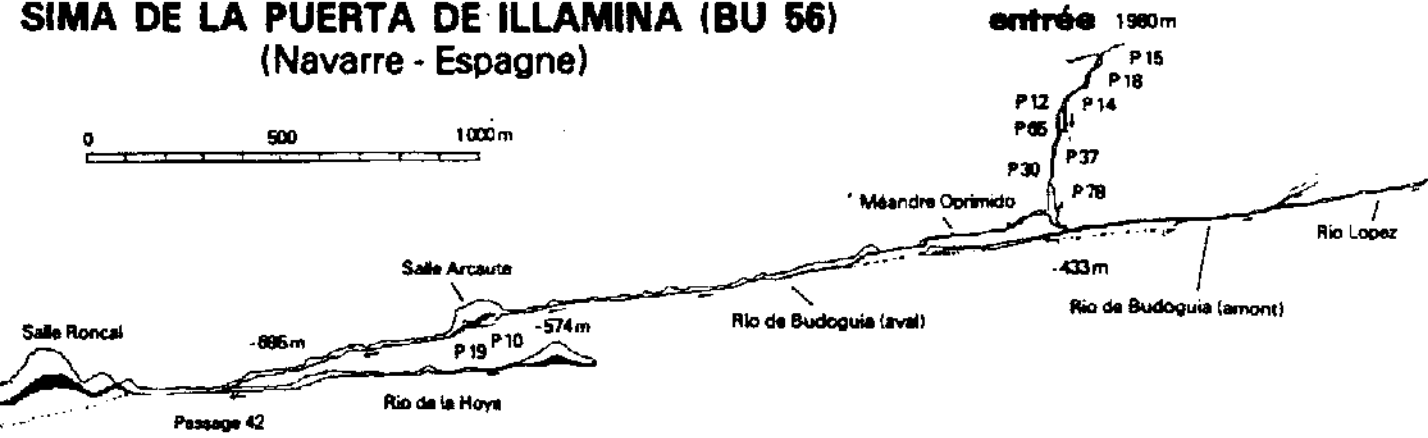 SIMA DE LA PUERTA DE ILLAMINA (BU 56)
(Navarre - Espagne)
entrée 1980m
P 15
P 18
P 12
P 14
P 65
P 37
P 30
P 78
0 500 1000m
Méandre Oprimido
Rio Lopez
-433m
Rio de Budoguia (amont)
Salle Arcauta
Rio de Budoguia (aval)
-574m
P 10
P 19
Salle Roncal
-886m
Rio de la Hoya
Passage 42